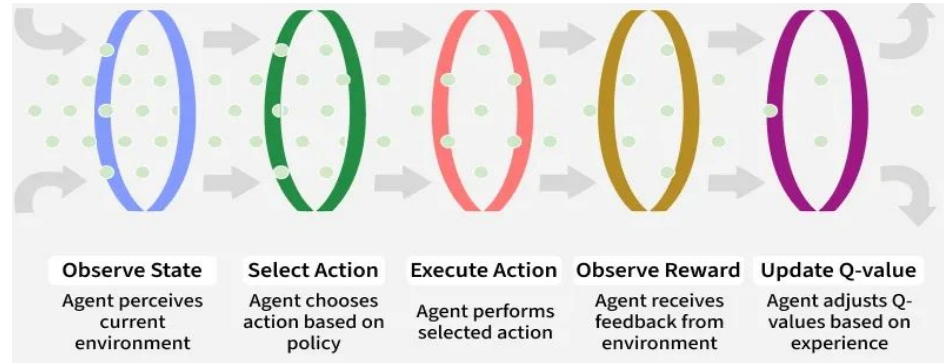 Observe State
Agent perceives
current
environment
Select Action
Agent chooses
action based on
policy
Execute Action
Agent performs
selected action
Observe Reward
Agent receives
feedback from
environment
Update Q-value
Agent adjusts Q-
values based on
experience